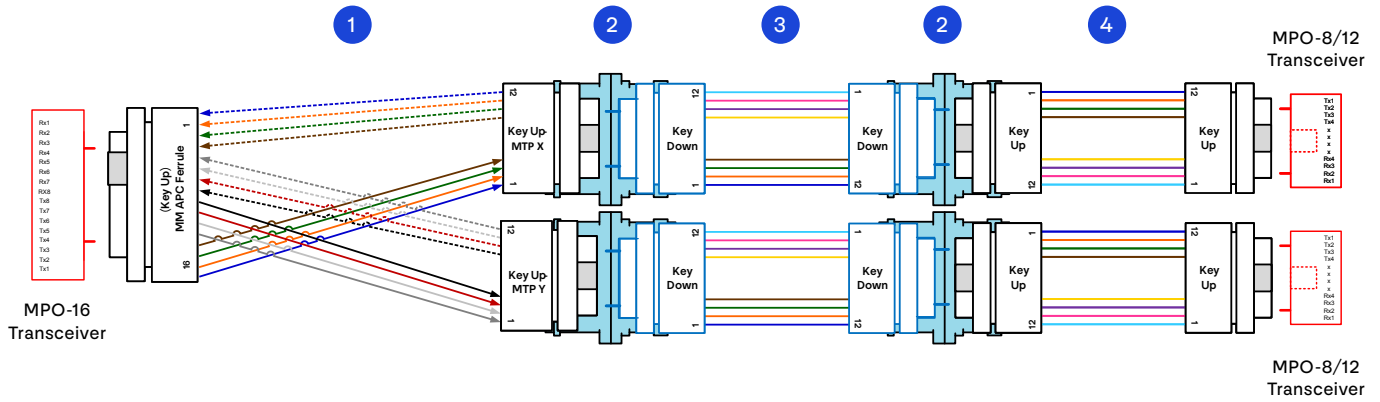 1
2
3
2
4
MPO-8/12
Transceiver
Rx1
Rx2
Rx3
Rx4
Rx5
Rx6
Rx7
RX8
Tx8
Tx7
Tx6
Tx5
Tx4
Tx3
Tx2
Tx1
MPO-16
Transceiver
1
(Key Up)
MM APC Ferrule
16
12
Key Up-
MTP X
1
12
Key
Down
1
1
Key
Down
12
1
Key
Up
12
12
Key
Up
1
Tx1
Tx2
Tx3
Tx4
x
x
x
x
Rx4
Rx3
Rx2
Rx1
12
Key Up-
MTP Y
1
12
Key
Down
1
1
Key
Down
12
1
Key
Up
12
12
Key
Up
1
Tx1
Tx2
Tx3
Tx4
x
x
x
x
Rx4
Rx3
Rx2
Rx1
MPO-8/12
Transceiver